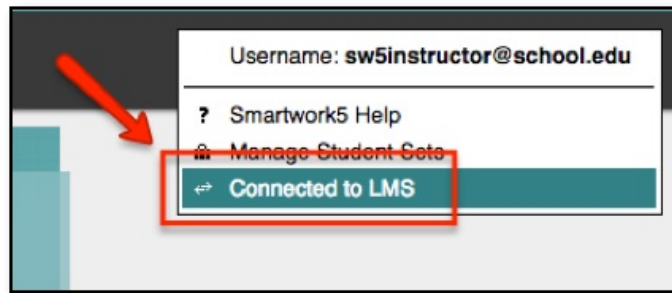 Username: sw5instructor@school.edu
? Smartwork5 Help
Manage Student Sets
Connected to LMS